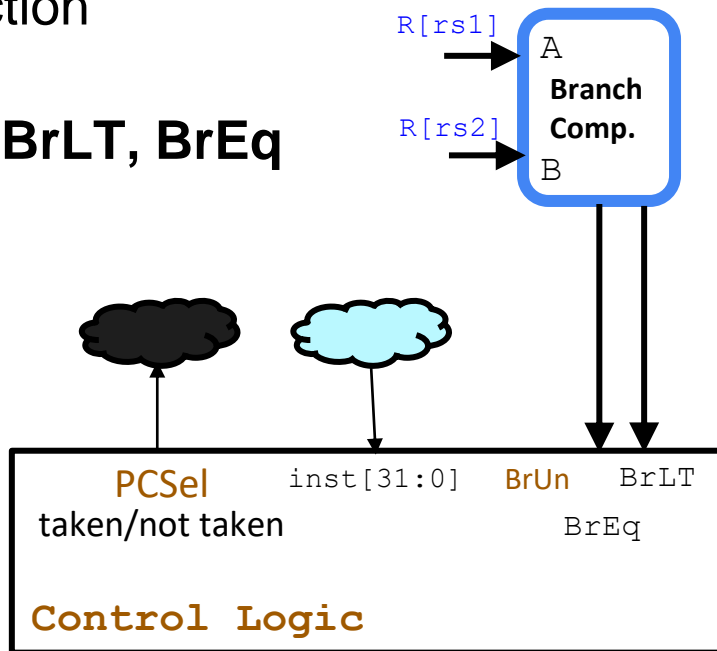 ction
R[rs1]
A
Branch
Comp.
BrLT, BrEq
R[rs2]
B
PCSel
inst[31:0]
BrUn
BrLT
taken/not taken
BrEq
Control Logic